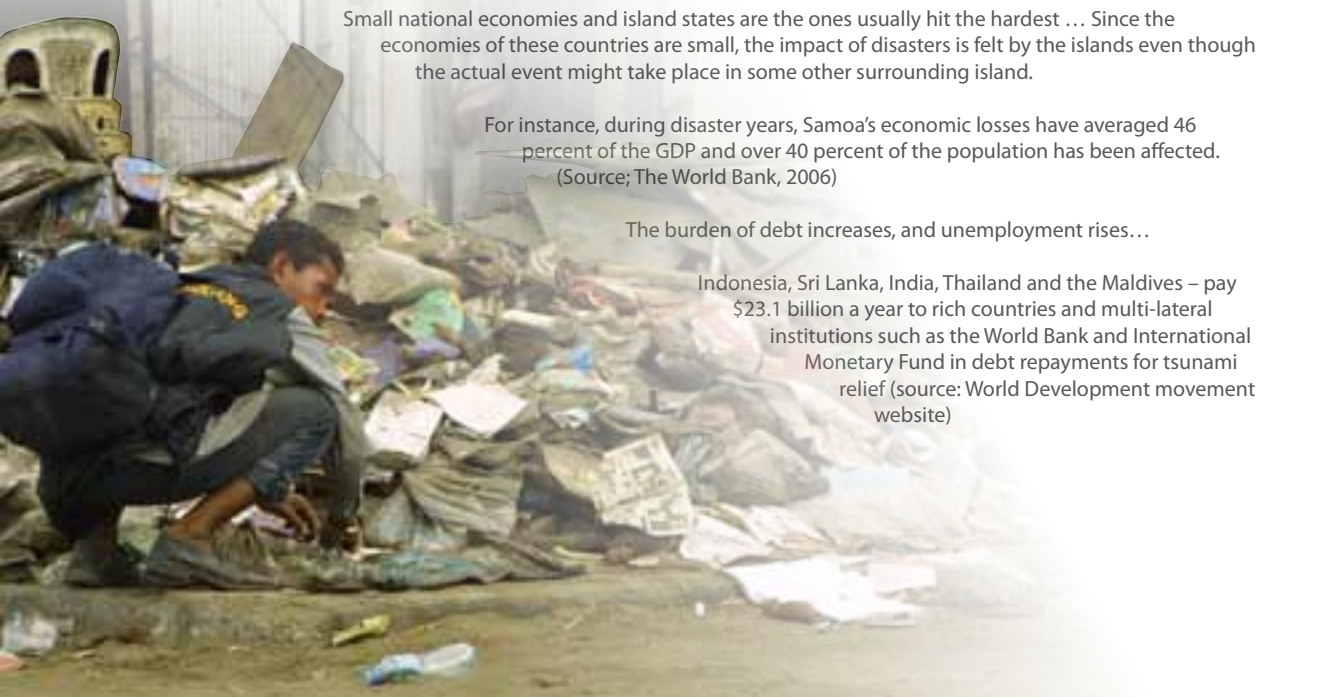 Small national economies and island states are the ones usually hit the hardest … Since the
economies of these countries are small, the impact of disasters is felt by the islands even though
the actual event might take place in some other surrounding island.
For instance, during disaster years, Samoa’s economic losses have averaged 46
percent of the GDP and over 40 percent of the population has been affected.
(Source; The World Bank, 2006)
The burden of debt increases, and unemployment rises…
Indonesia, Sri Lanka, India, Thailand and the Maldives – pay
$23.1 billion a year to rich countries and multi-lateral
institutions such as the World Bank and International
Monetary Fund in debt repayments for tsunami
relief (source: World Development movement
website)